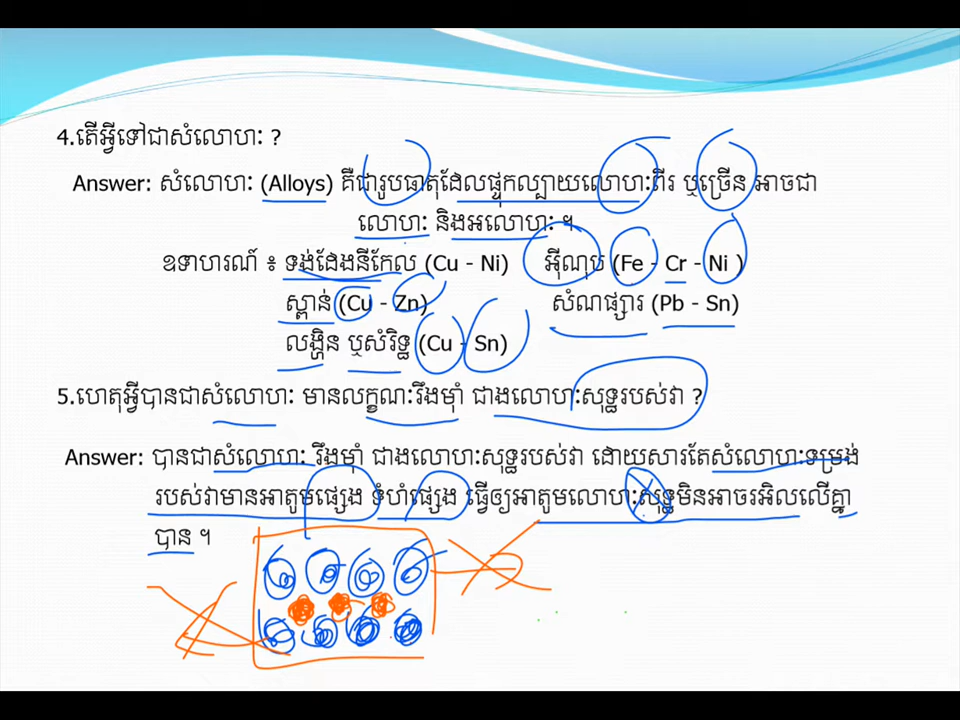 4.តើអ្វីទៅជាសំលោហៈ ?
Answer: សំលោហៈ (Alloys) គឺជារូបធាតុដែលផ្ទុកល្បាយលោហៈពីរ ឬច្រើន អាចជា
លោហៈ និងអលោហៈ ។
ឧទាហរណ៍ ៖ ទង់ដែងនីកែល (Cu - Ni) អ៊ីណុប (Fe - Cr - Ni )
ស្ពាន់ (Cu - Zn) សំណផ្សារ (Pb - Sn)
លង្ហិន ឬសំរិទ្ធ (Cu - Sn)
5.ហេតុអ្វីបានជាសំលោហៈ មានលក្ខណៈរឹងមុាំ ជាងលោហៈសុទ្ធរបស់វា ?
Answer: បានជាសំលោហៈ រឹងមុាំ ជាងលោហៈសុទ្ធរបស់វា ដោយសារតែសំលោហៈទម្រង់
របស់វាមានអាតូមផ្សេង ទំហំផ្សេង ធ្វើឲ្យអាតូមលោហៈសុទ្ធមិនអាចរអិលលើគ្នា
បាន ។